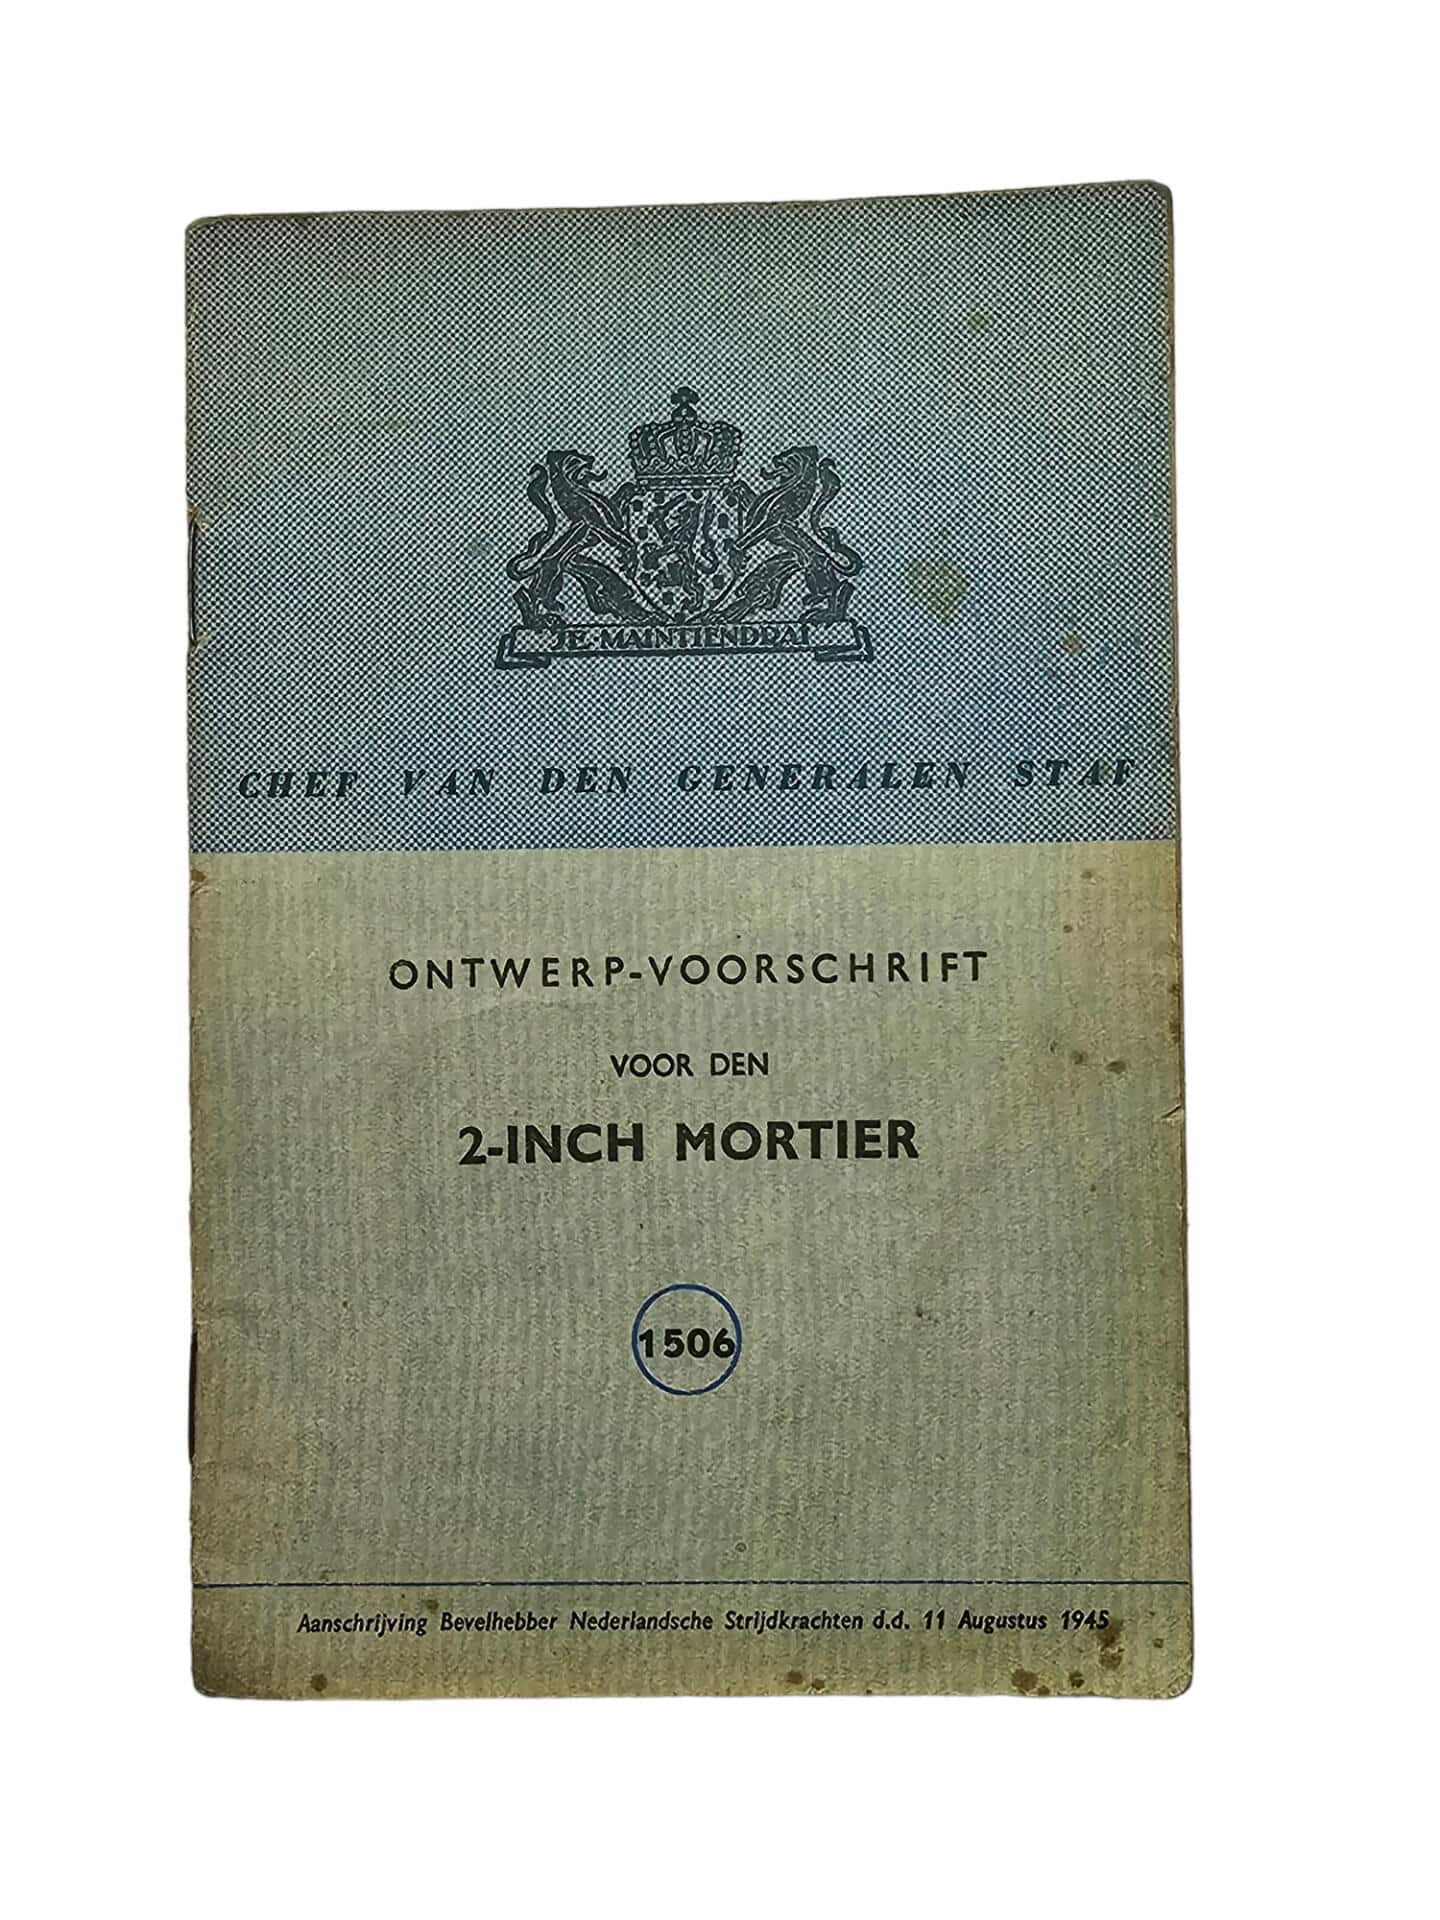 JE·MAINTIENDRAI
CHEF VAN DEN GENERALEN STAF
ONTWERP-VOORSCHRIFT
VOOR DEN
2-INCH MORTIER
1506
Aanschrijving Bevelhebber Nederlandsche Strijdkrachten d.d. 11 Augustus 1945